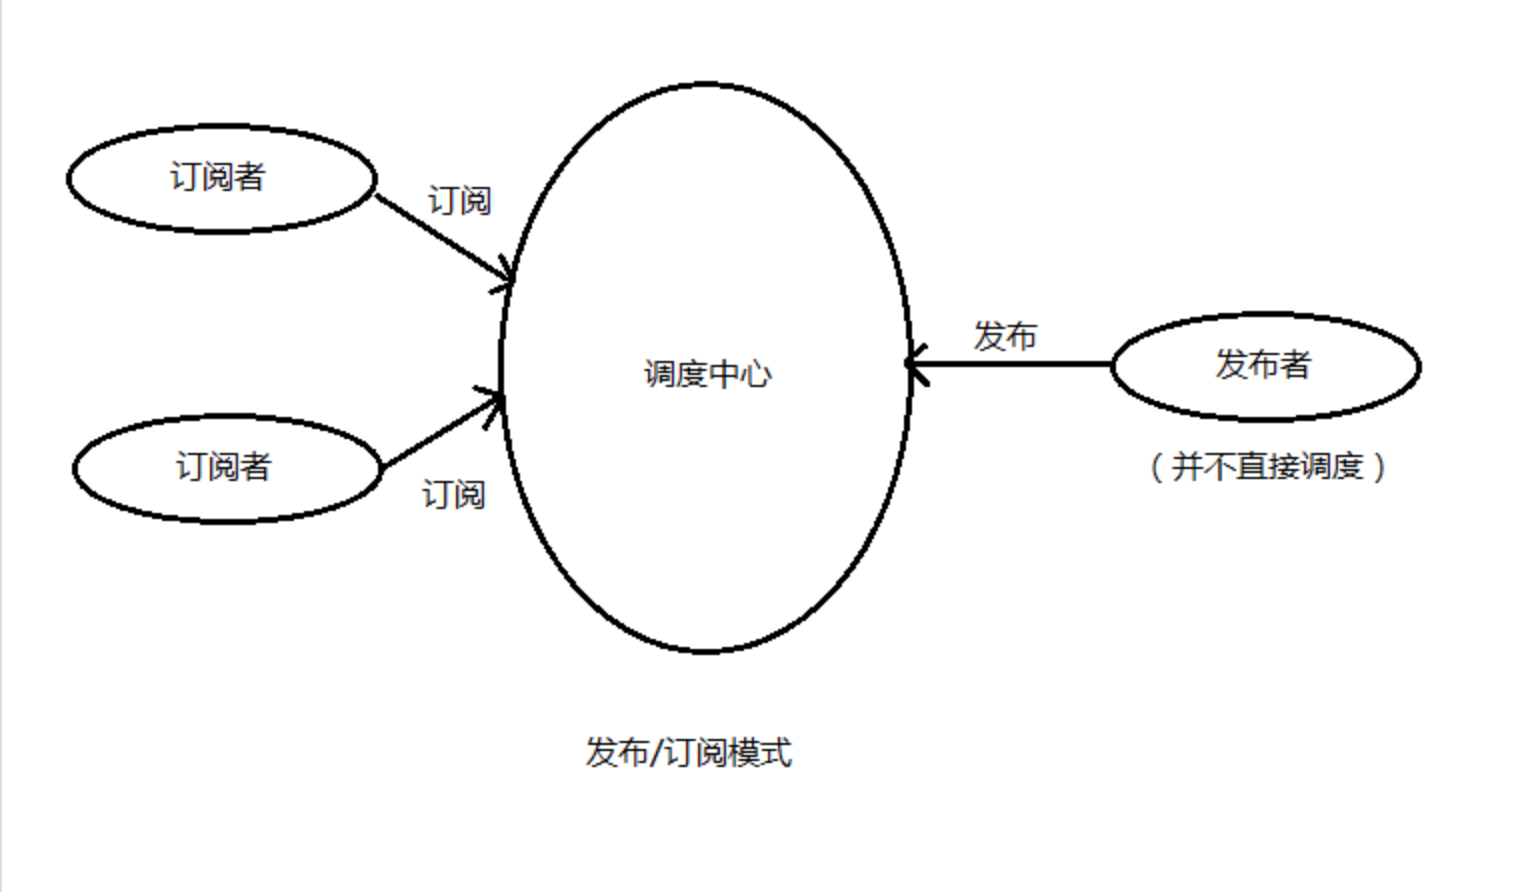 订阅者
订阅
调度中心
发布
发布者
(并不直接调度)
订阅者
订阅
发布/订阅模式